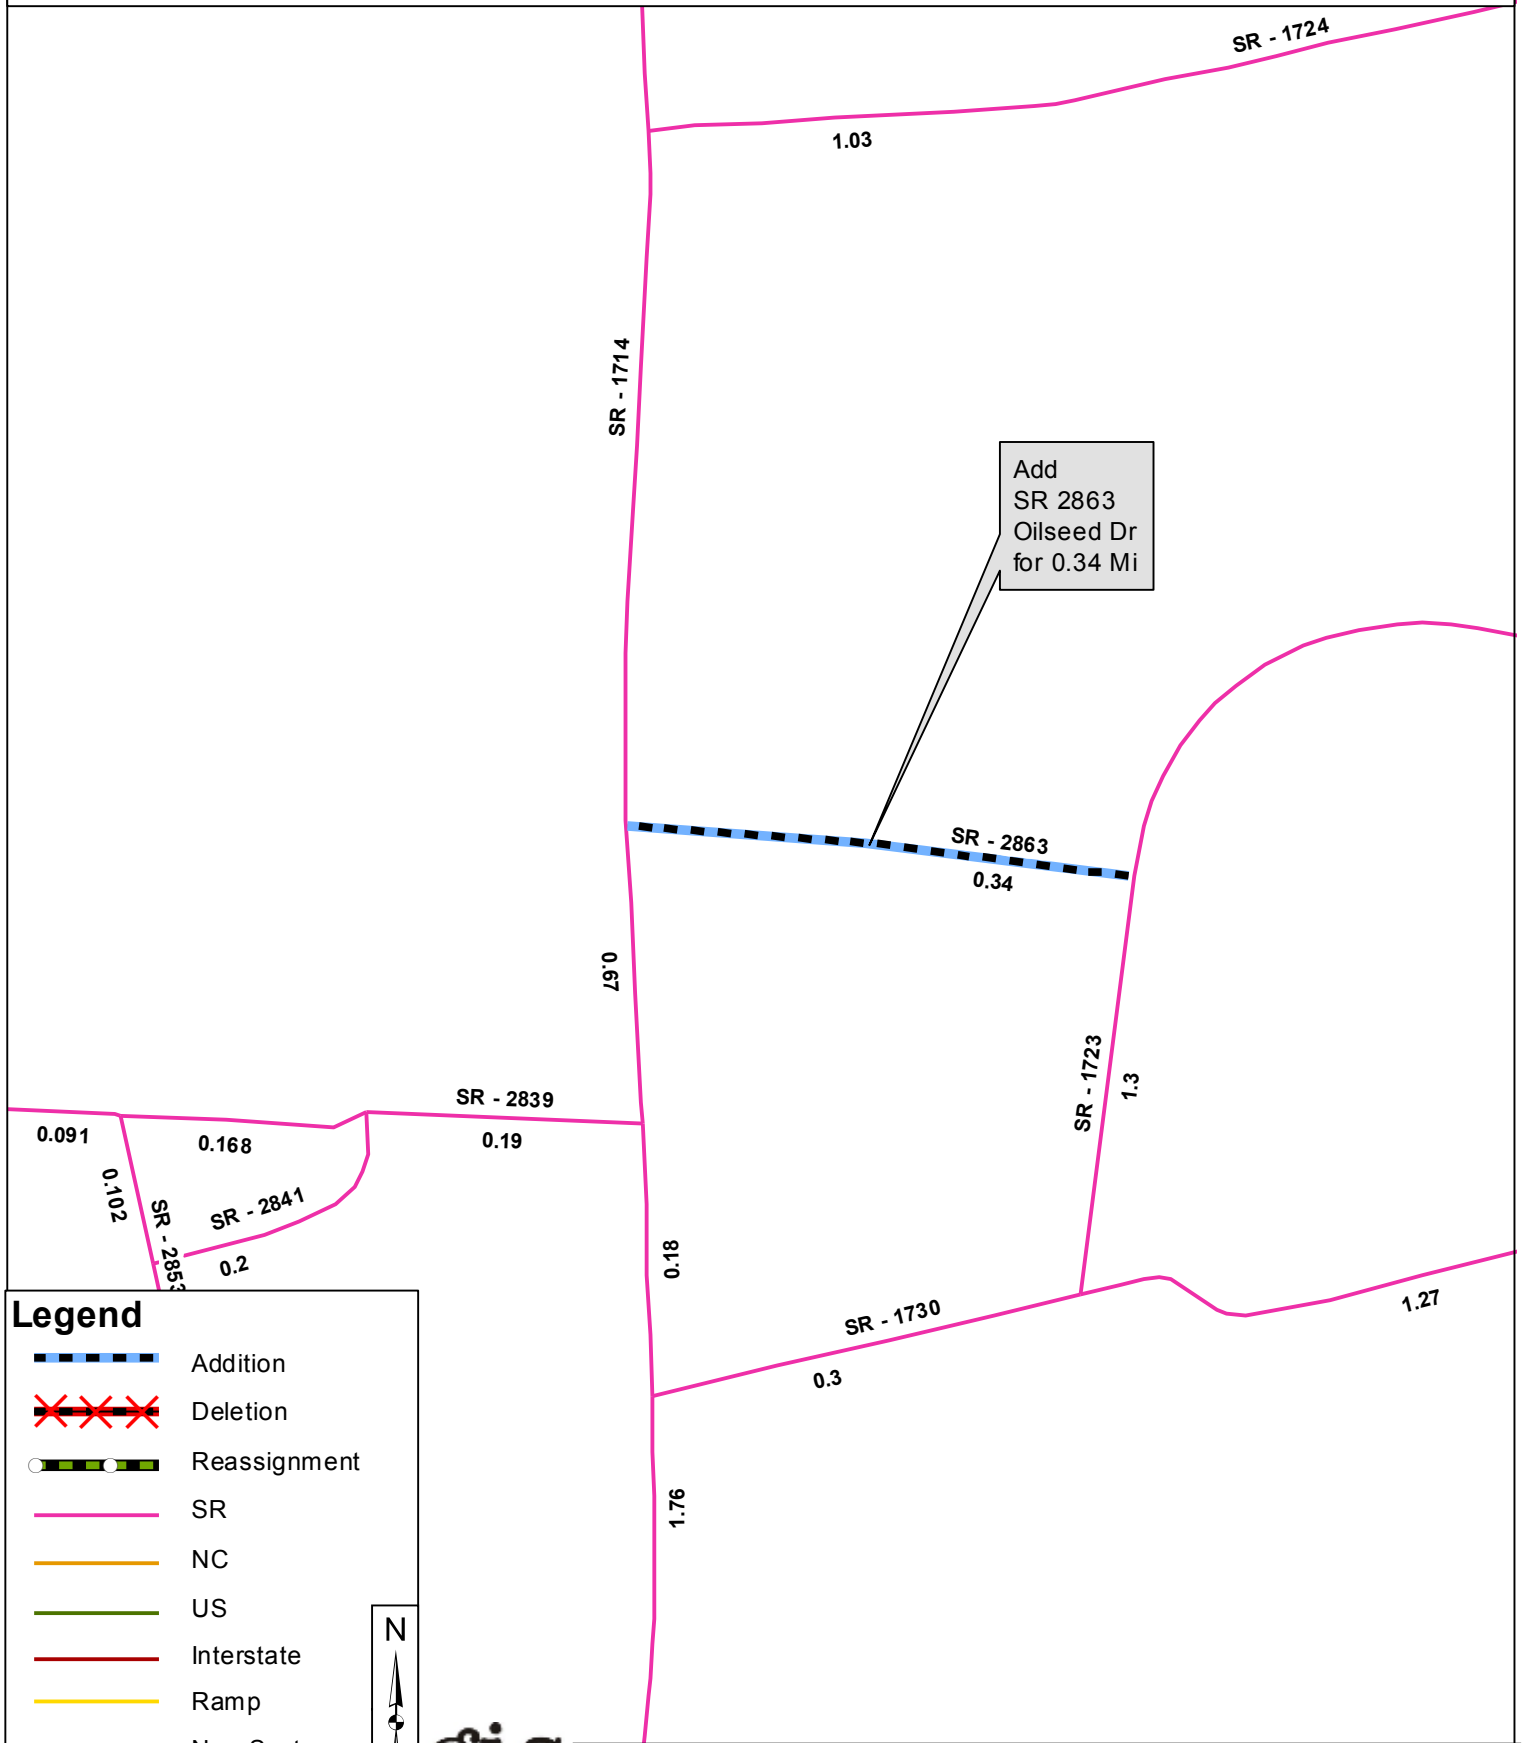 SR - 1724
1.03
SR - 1714
Add
SR 2863
Oilseed Dr
for 0.34 Mi
SR - 2863
0.34
0.67
SR - 1723
1.3
SR - 2839
0.19
0.091
0.168
0.102
SR - 2853
SR - 2841
0.2
0.18
SR - 1730
0.3
1.27
1.76
Legend
Addition
Deletion
Reassignment
SR
NC
US
Interstate
Ramp
N